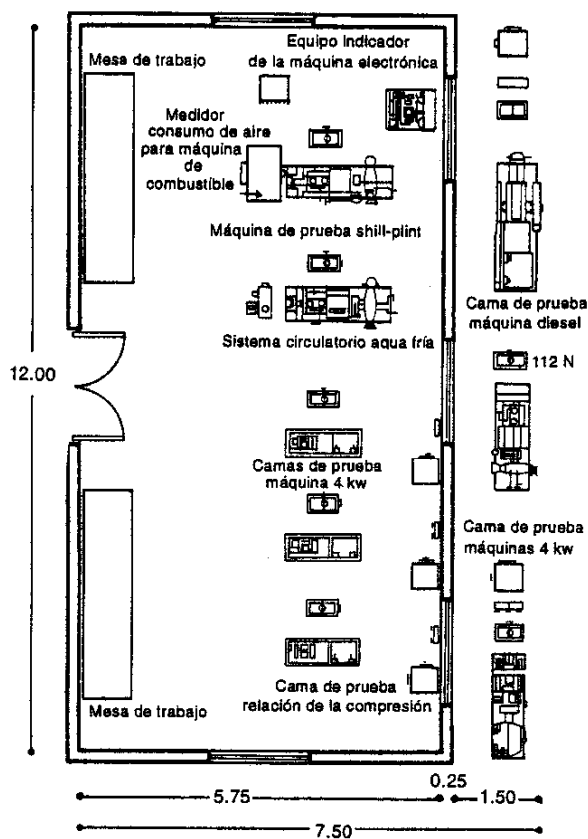 Mesa de trabajo
Equipo indicador
de la máquina electrónica
Medidor
consumo de aire
para máquina
de
combustible
Máquina de prueba shill-plint
Sistema circulatorio aqua fría
Cama de prueba
máquina diesel
112 N
12.00
Camas de prueba
máquina 4 kw
Cama de prueba
máquinas 4 kw
Cama de prueba
relación de la compresión
Mesa de trabajo
0.25
5.75
1.50
7.50